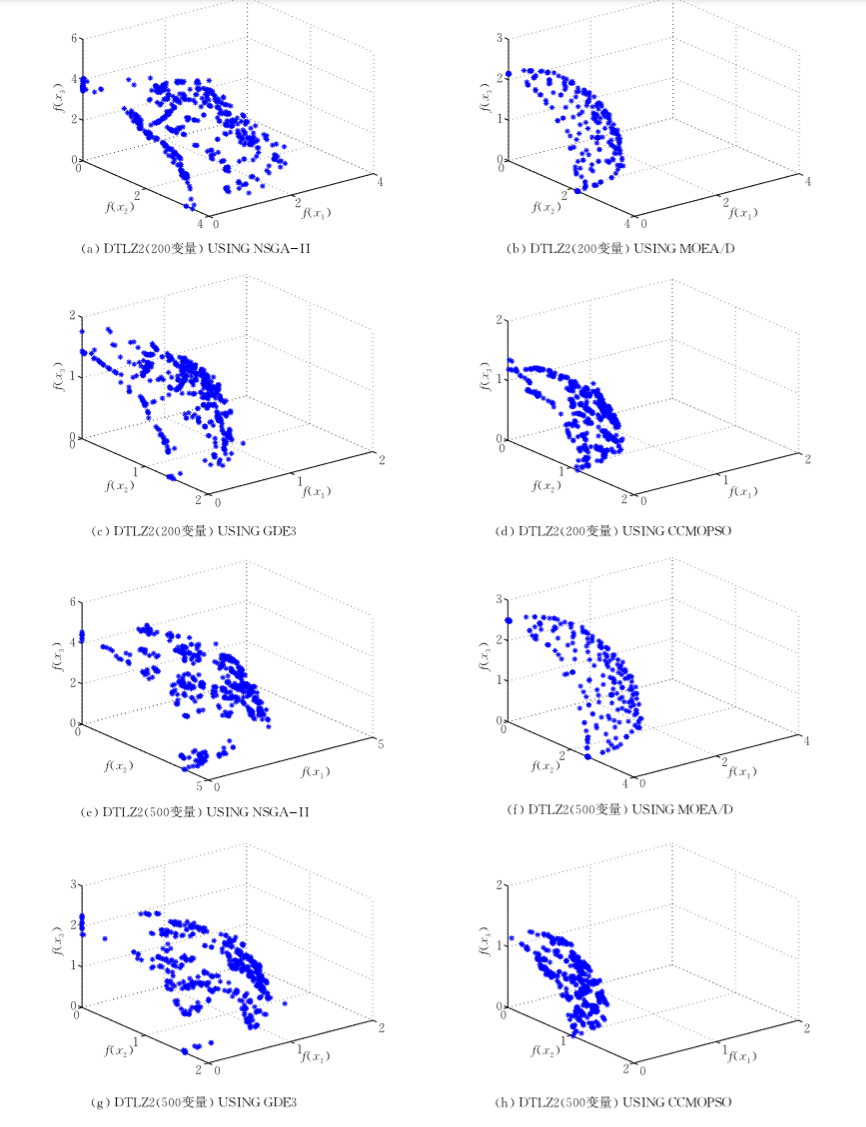 6
4
2
0
f(x₃)
0
2
4
f(x₂)
0
2
4
f(x₁)
(a) DTLZ2(200变量) USING NSGA-II
3
2
1
0
f(x₃)
0
2
4
f(x₂)
0
2
4
f(x₁)
(b) DTLZ2(200变量) USING MOEA/D
2
1
0
f(x₃)
0
1
2
f(x₂)
0
1
2
f(x₁)
(c) DTLZ2(200变量) USING GDE3
2
1
0
f(x₃)
0
1
2
f(x₂)
0
1
2
f(x₁)
(d) DTLZ2(200变量) USING CCMOPSO
6
4
2
0
f(x₃)
0
5
f(x₂)
0
5
f(x₁)
(e) DTLZ2(500变量) USING NSGA-II
3
2
1
0
f(x₃)
0
2
4
f(x₂)
0
2
4
f(x₁)
(f) DTLZ2(500变量) USING MOEA/D
3
2
1
0
f(x₃)
0
1
2
f(x₂)
0
1
2
f(x₁)
(g) DTLZ2(500变量) USING GDE3
2
1
0
f(x₃)
0
1
2
f(x₂)
0
1
2
f(x₁)
(h) DTLZ2(500变量) USING CCMOPSO